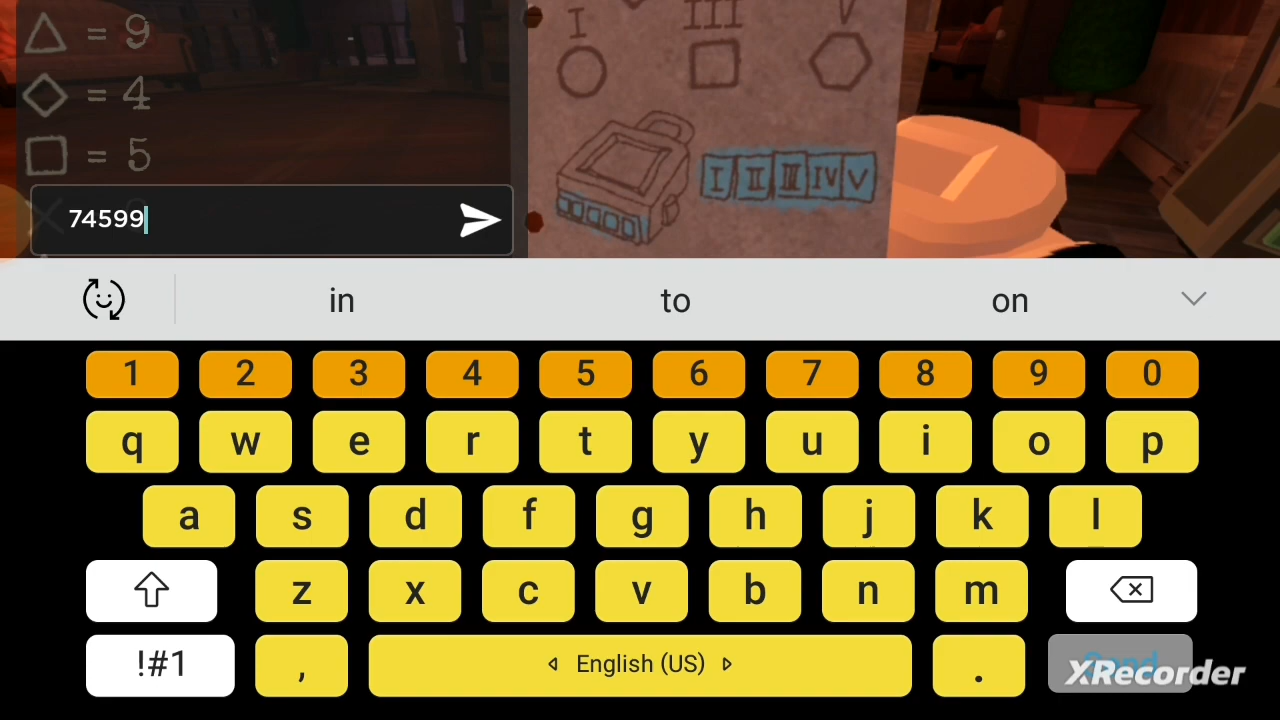 = 9
= 4
= 5
74599
I III V
I II III IV V
in to on
1 2 3 4 5 6 7 8 9 0
q w e r t y u i o p
a s d f g h j k l
z x c v b n m
!#1 , English (US) .
XRecorder